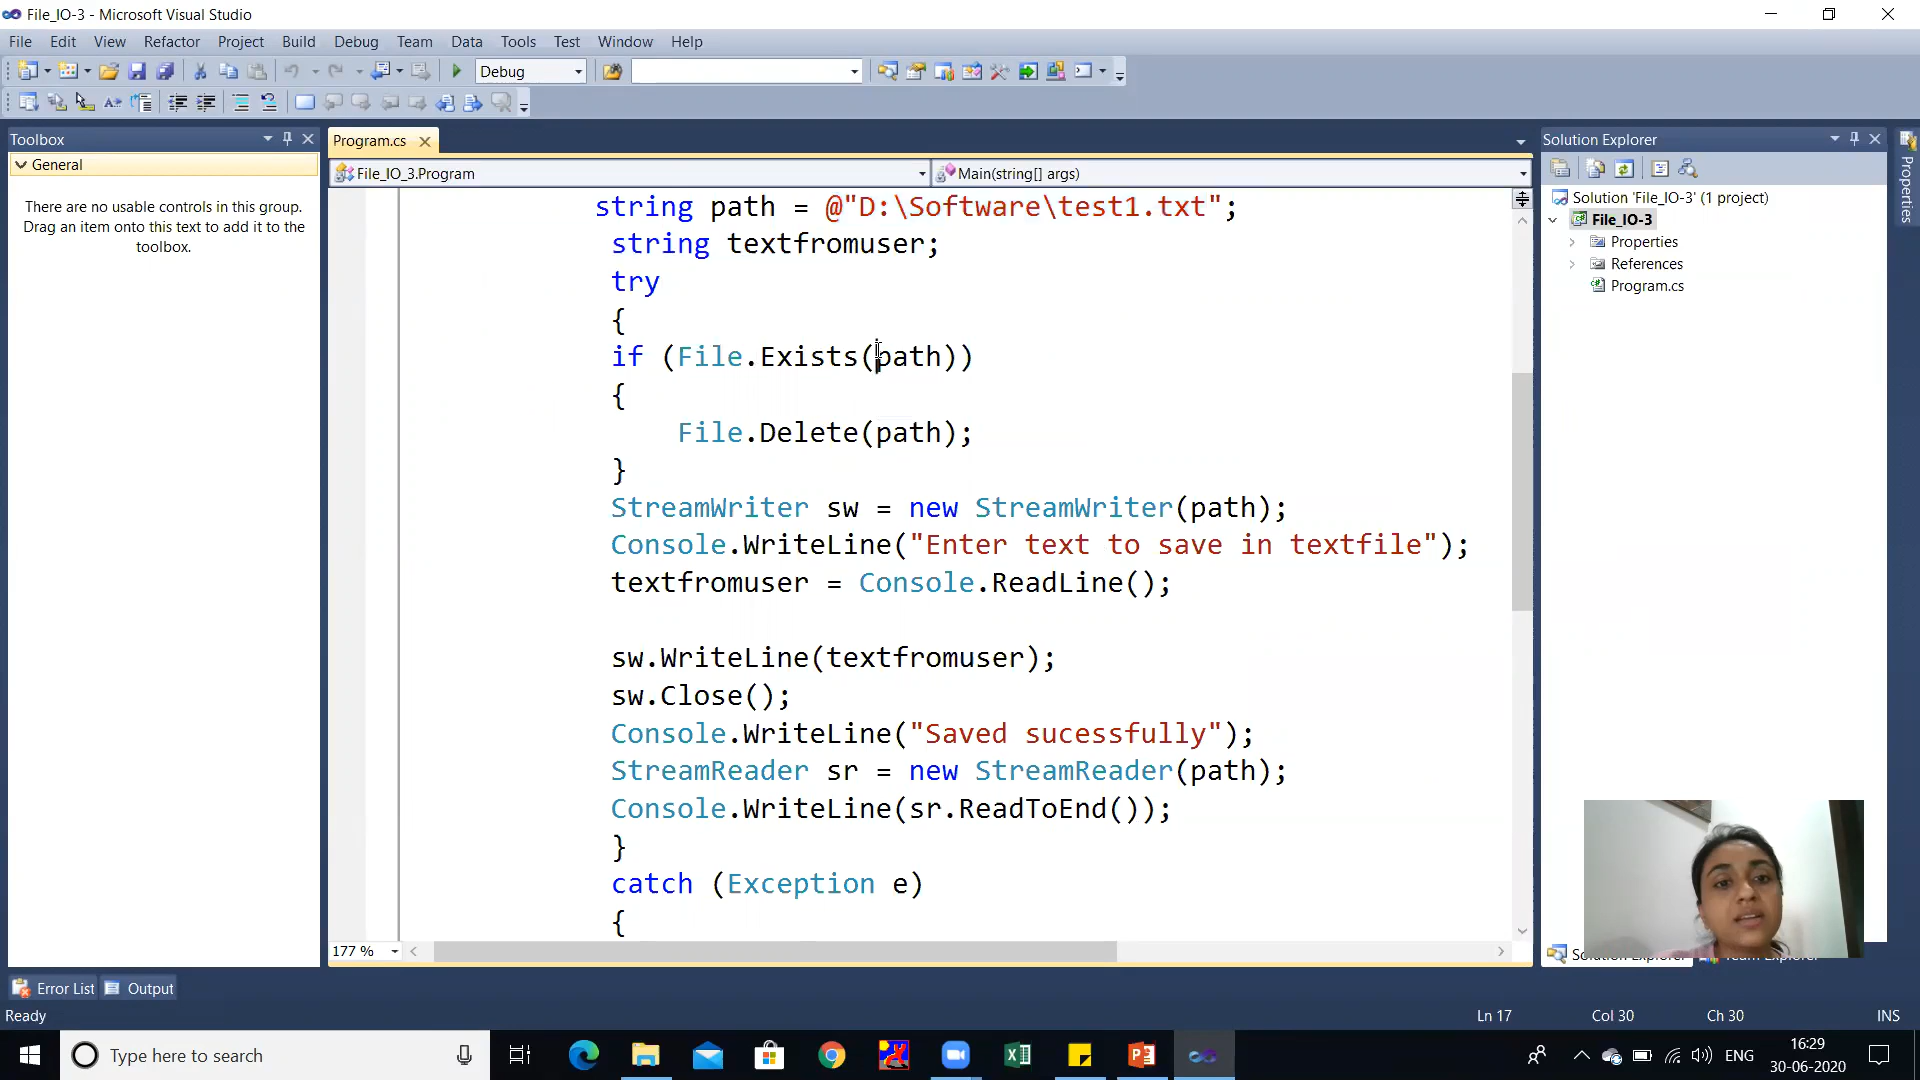 File_IO-3 - Microsoft Visual Studio
File Edit View Refactor Project Build Debug Team Data Tools Test Window Help
Debug
Toolbox
General
There are no usable controls in this group.
Drag an item onto this text to add it to the
toolbox.
Program.cs
File_IO_3.Program
Main(string[] args)
string path = @"D:\Software\test1.txt";
string textfromuser;
try
{
if (File.Exists(path))
{
File.Delete(path);
}
StreamWriter sw = new StreamWriter(path);
Console.WriteLine("Enter text to save in textfile");
textfromuser = Console.ReadLine();
sw.WriteLine(textfromuser);
sw.Close();
Console.WriteLine("Saved sucessfully");
StreamReader sr = new StreamReader(path);
Console.WriteLine(sr.ReadToEnd());
}
catch (Exception e)
{
177 %
Solution Explorer
Solution 'File_IO-3' (1 project)
File_IO-3
Properties
References
Program.cs
Properties
Error List
Output
Ready
Ln 17
Col 30
Ch 30
INS
Type here to search
ENG
16:29
30-06-2020